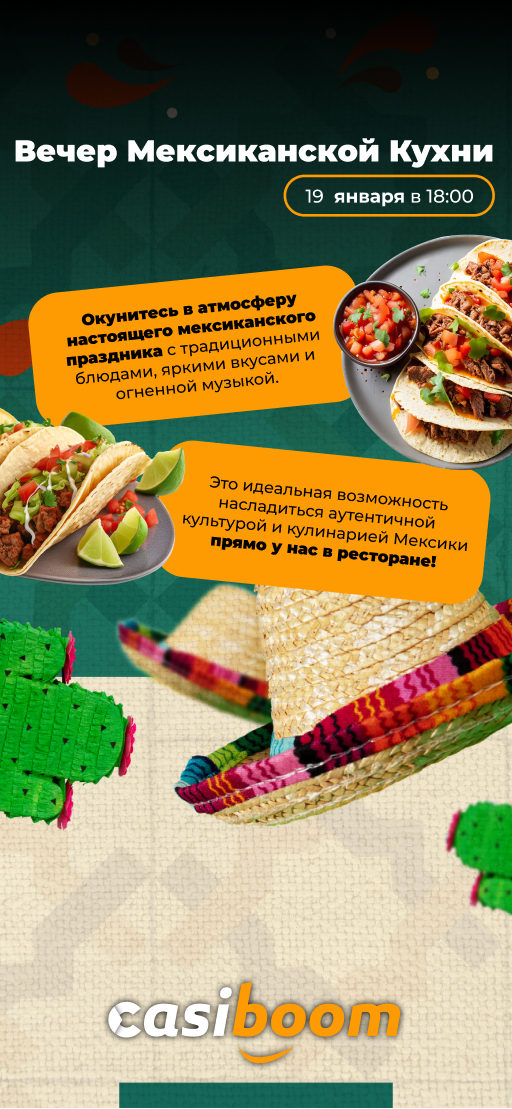 Вечер Мексиканской Кухни
19 января в 18:00
Окунитесь в атмосферу
настоящего мексиканского
праздника с традиционными
блюдами, яркими вкусами и
огненной музыкой.
Это идеальная возможность
насладиться аутентичной
культурой и кулинарией Мексики
прямо у нас в ресторане!
casiboom